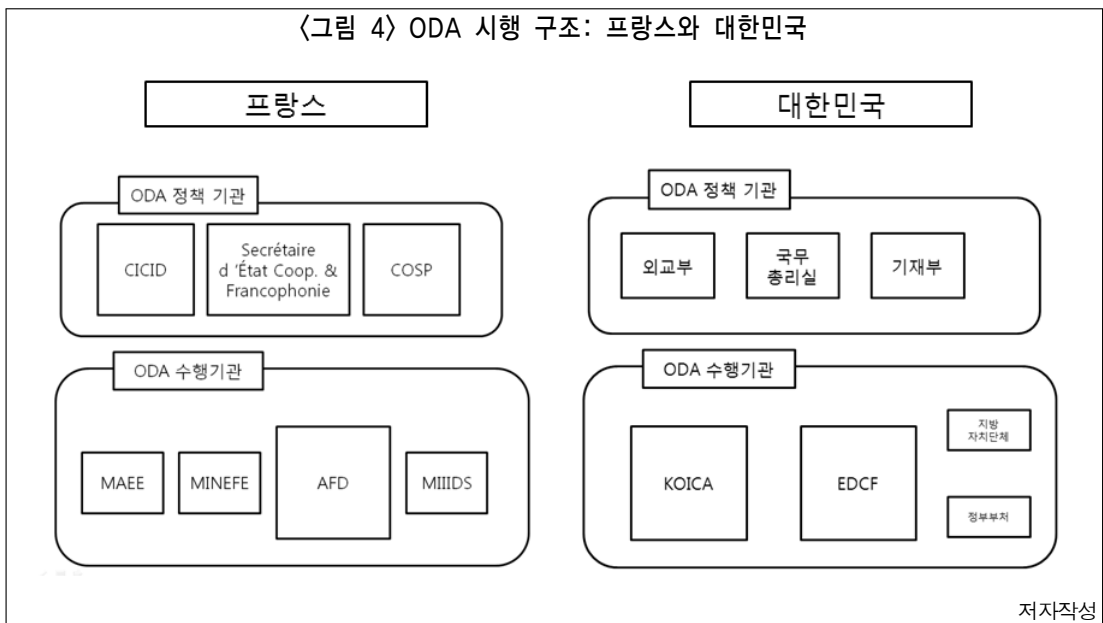 〈그림 4〉 ODA 시행 구조: 프랑스와 대한민국
프랑스
ODA 정책 기관
CICID
Secrétaire
d 'État Coop. &
Francophonie
COSP
ODA 수행기관
MAEE
MINEFE
AFD
MIIIDS
대한민국
ODA 정책 기관
외교부
국무
총리실
기재부
ODA 수행기관
KOICA
EDCF
지방
자치단체
정부부처
저자작성